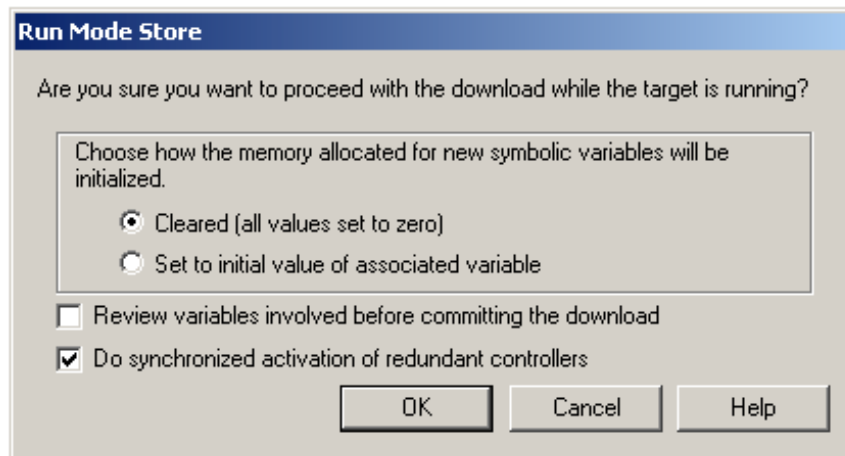 Run Mode Store
Are you sure you want to proceed with the download while the target is running?
Choose how the memory allocated for new symbolic variables will be
initialized.
Cleared (all values set to zero)
Set to initial value of associated variable
Review variables involved before committing the download
Do synchronized activation of redundant controllers
OK Cancel Help